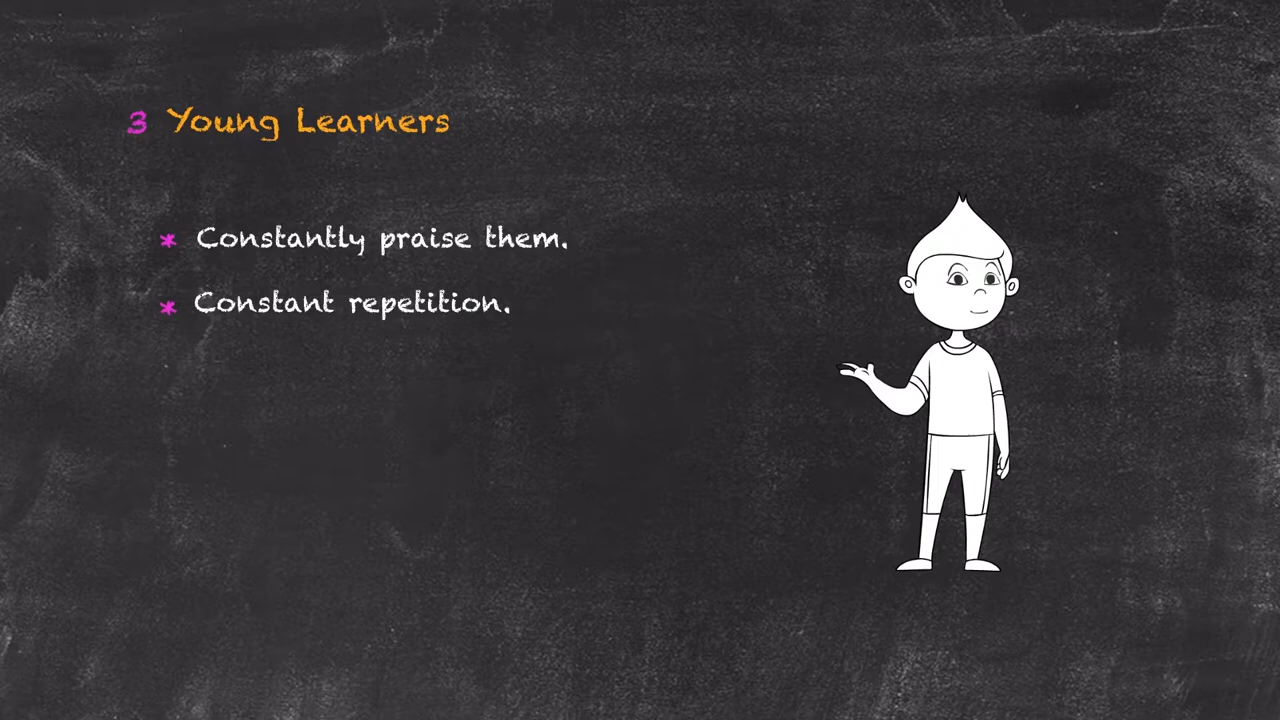 3 Young Learners
* Constantly praise them.
* Constant repetition.